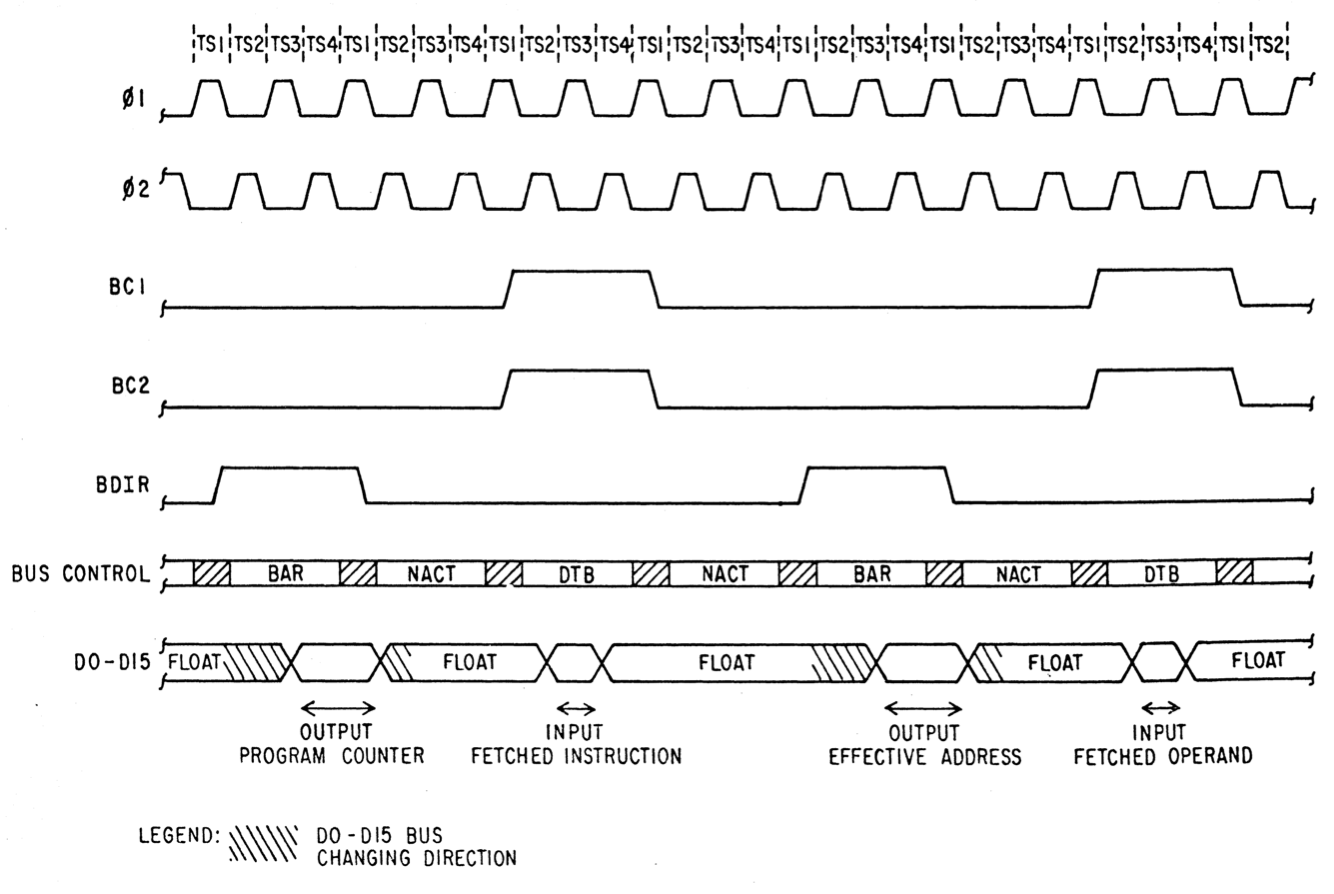 TS1 TS2 TS3 TS4 TS1 TS2 TS3 TS4 TS1 TS2 TS3 TS4 TS1 TS2 TS3 TS4 TS1 TS2 TS3 TS4 TS1 TS2 TS3 TS4 TS1 TS2 TS3 TS4 TS1 TS2
Ø1
Ø2
BC1
BC2
BDIR
BUS CONTROL BAR NACT DTB NACT BAR NACT DTB
D0-D15 FLOAT FLOAT FLOAT FLOAT FLOAT
OUTPUT PROGRAM COUNTER
INPUT FETCHED INSTRUCTION
OUTPUT EFFECTIVE ADDRESS
INPUT FETCHED OPERAND
LEGEND: D0-D15 BUS
CHANGING DIRECTION